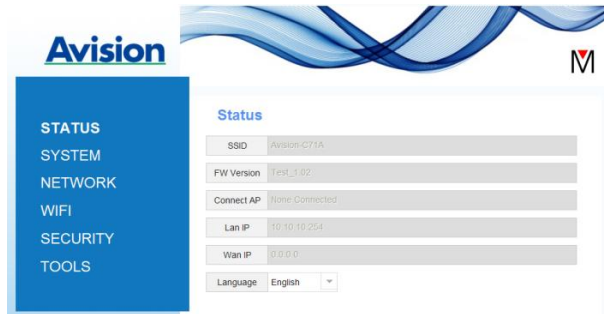 Avision
STATUS
SYSTEM
NETWORK
WIFI
SECURITY
TOOLS
Status
SSID Avision-C71A
FW Version Test_1.02
Connect AP None Connected
Lan IP 10.10.10.254
Wan IP 0.0.0.0
Language English